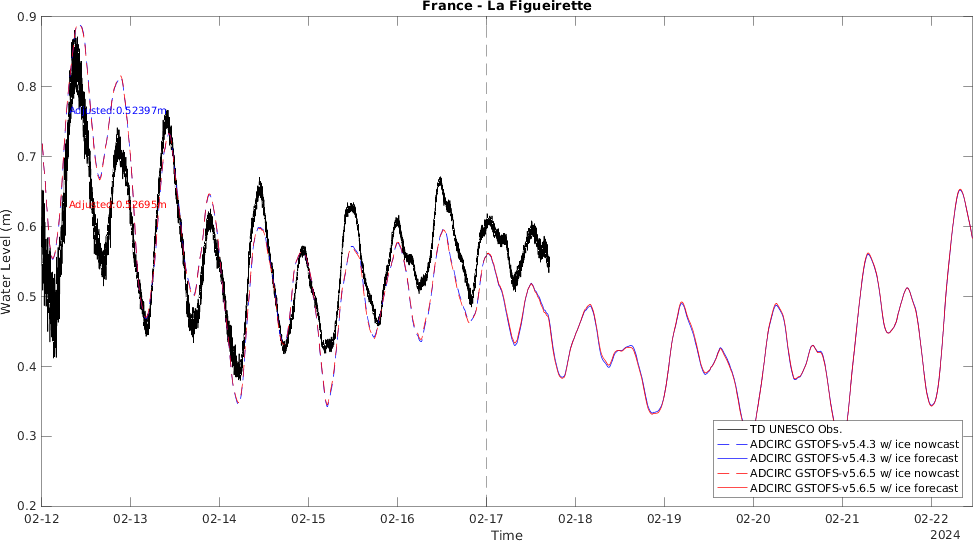 France - La Figueirette
0.9
0.8
0.7
0.6
0.5
0.4
0.3
0.2
Water Level (m)
Adjusted:0.52397m
Adjusted:0.52695m
TD UNESCO Obs.
ADCIRC GSTOFS-v5.4.3 w/ ice nowcast
ADCIRC GSTOFS-v5.4.3 w/ ice forecast
ADCIRC GSTOFS-v5.6.5 w/ ice nowcast
ADCIRC GSTOFS-v5.6.5 w/ ice forecast
02-12 02-13 02-14 02-15 02-16 02-17 02-18 02-19 02-20 02-21 02-22
Time
2024